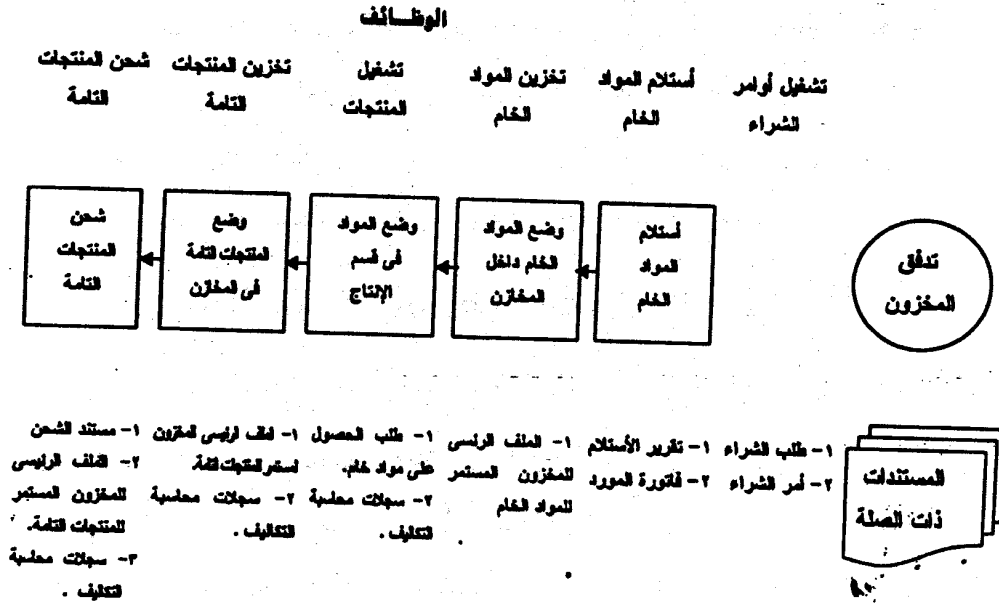 الوظـــائف
تشغيل أوامر
الشراء
أستلام المواد
الخام
تخزين المواد
الخام
تشغيل
المنتجات
تخزين المنتجات
التامة
شحن المنتجات
التامة
تدفق
المخزون
أستلام
المواد
الخام
وضع المواد
الخام داخل
المخازن
وضع المواد
فى قسم
الإنتاج
وضع
المنتجات التامة
فى المخازن
شحن
المنتجات
التامة
المستندات
ذات الصلة
١- طلب الشراء
٢- أمر الشراء
١- تقرير الأستلام
٢- فاتورة المورد
١- الملف الرئسى
للمخزون المستمر
للمواد الخام
١- طلب الحصول
على مواد خام.
٢- سجلات محاسبة
التكاليف .
١- الملف الرئيسى للمخزون
المستمر للمنتجات التامة.
٢- سجلات محاسبة
التكاليف .
١- مستند الشحن
٢- الملف الرئيسى
للمخزون المستمر
للمنتجات التامة.
٣- سجلات محاسبة
التكاليف .